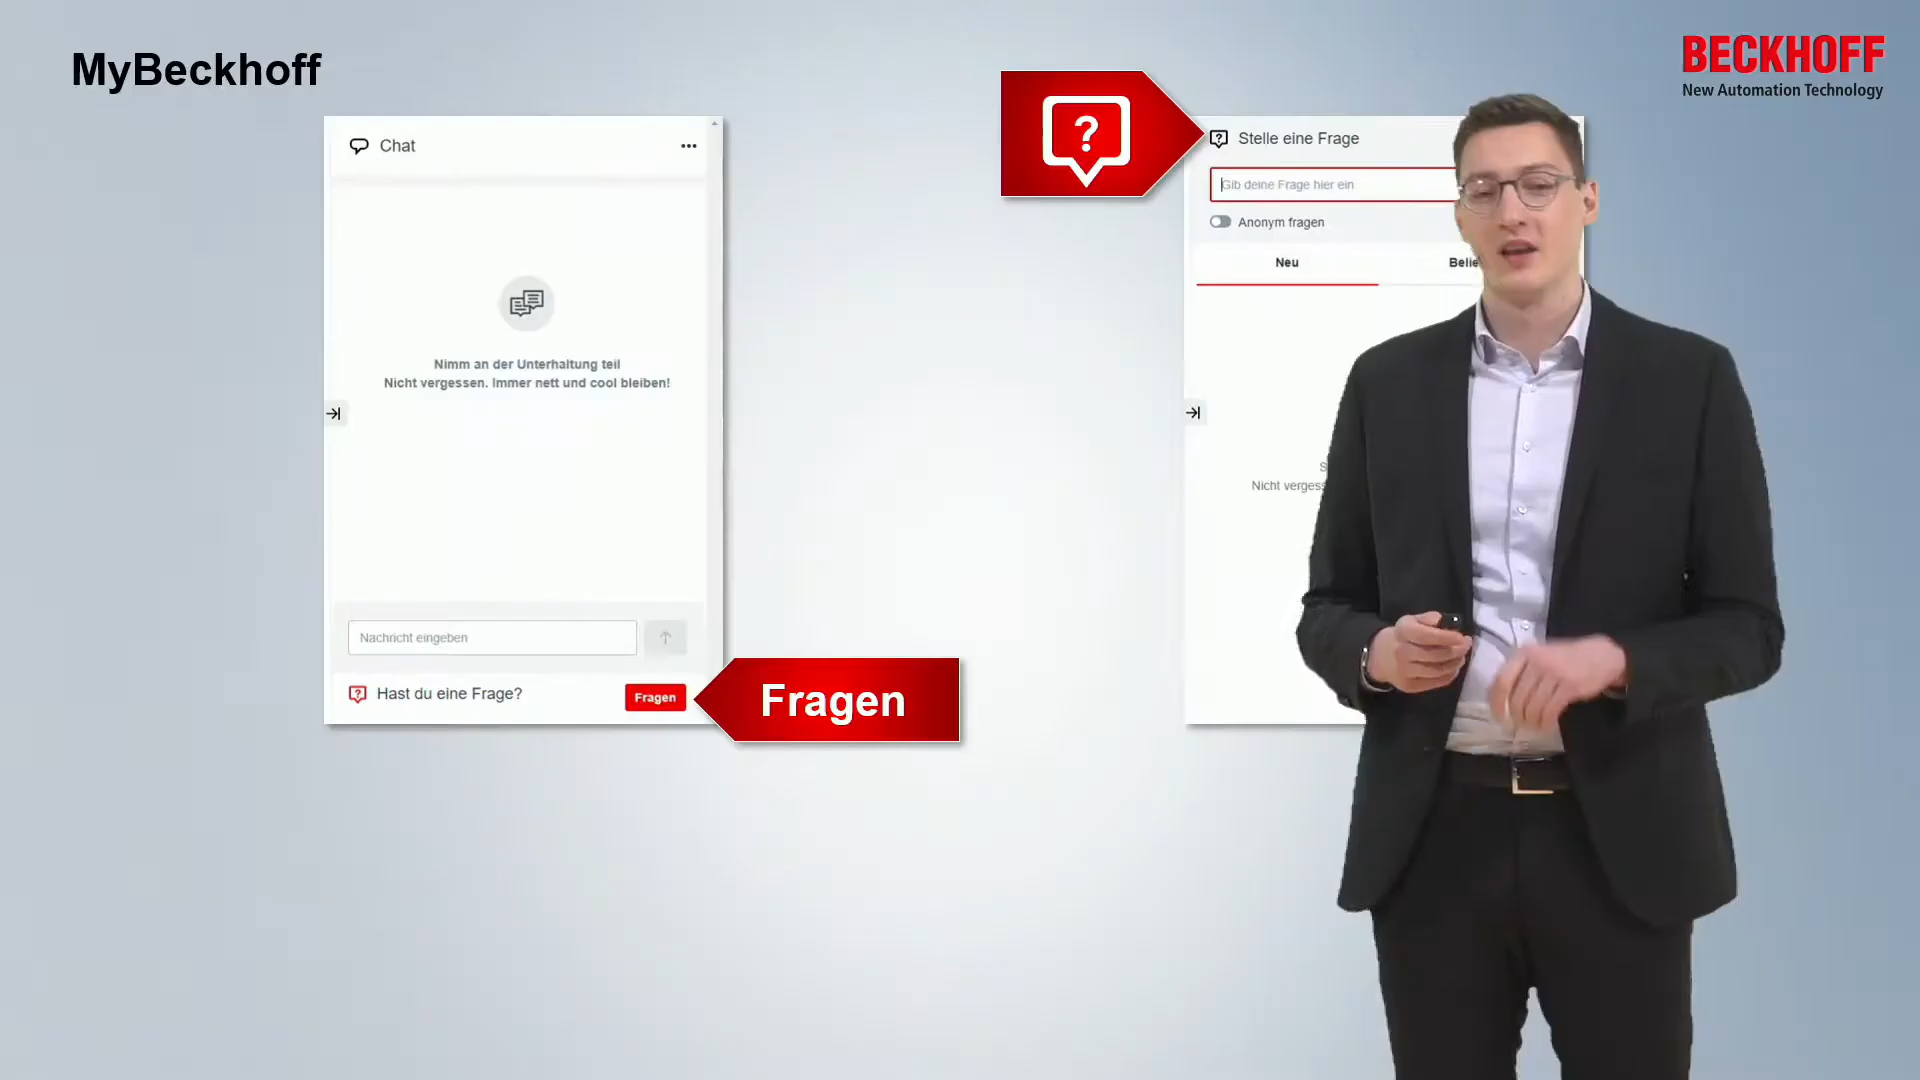 MyBeckhoff
BECKHOFF
New Automation Technology
Chat
Nimm an der Unterhaltung teil
Nicht vergessen. Immer nett und cool bleiben!
Nachricht eingeben
Hast du eine Frage?
Fragen
Fragen
?
Stelle eine Frage
Gib deine Frage hier ein
Anonym fragen
Neu
Nicht